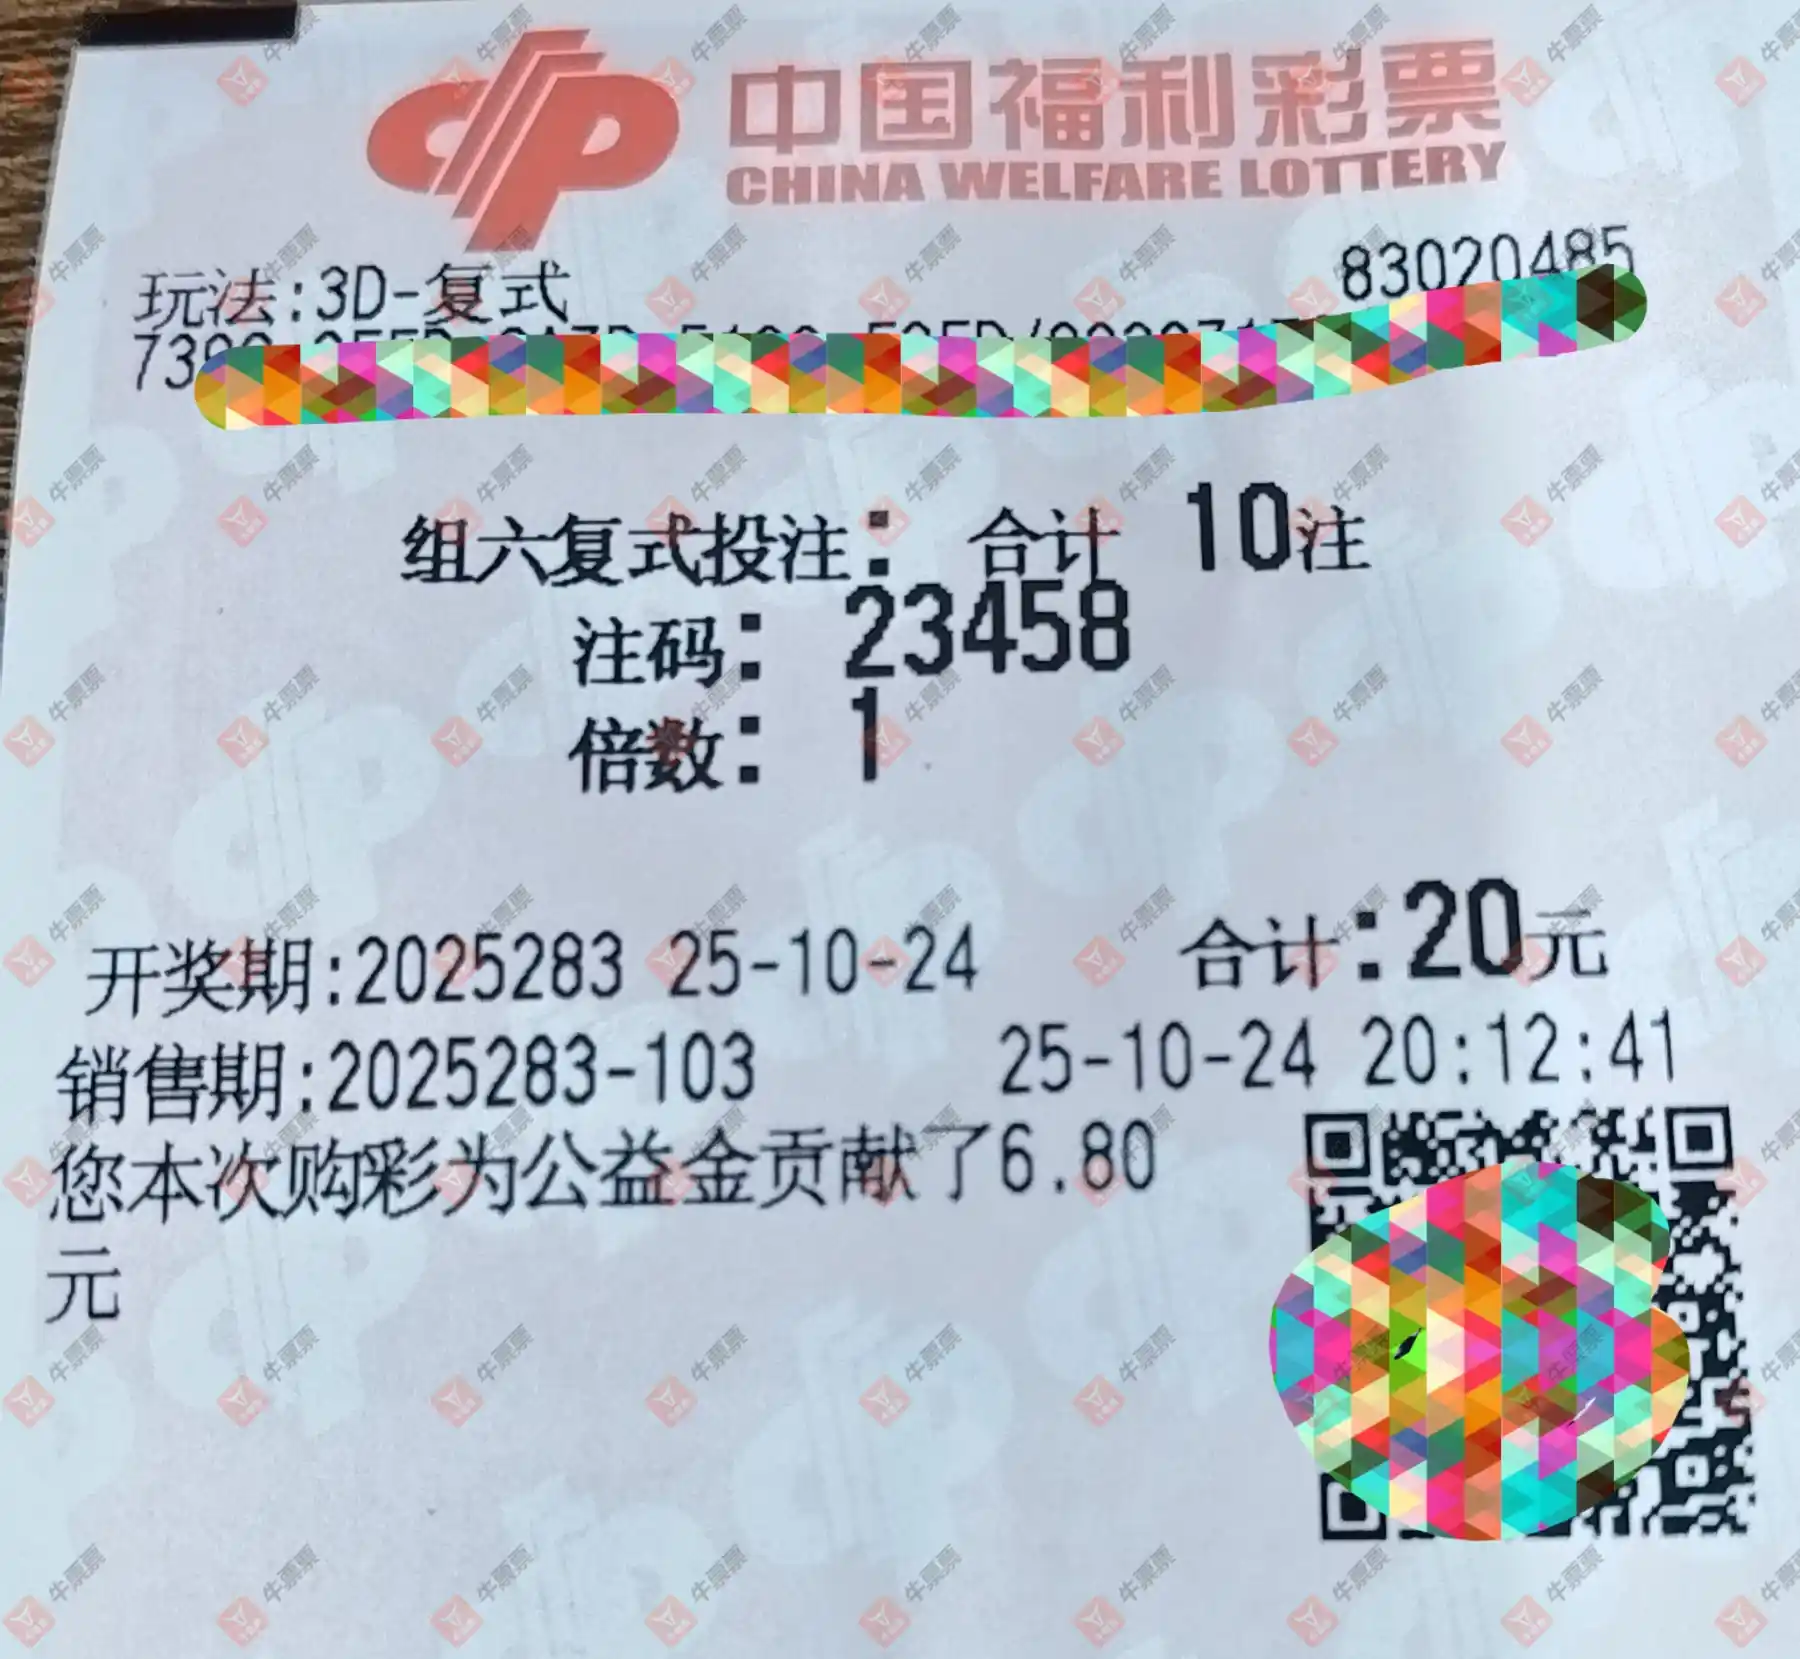 中国福利彩票
CHINA WELFARE LOTTERY
玩法:3D-复式
83020485
组六复式投注: 合计 10注
注码: 23458
倍数: 1
开奖期:2025283 25-10-24 合计:20元
销售期:2025283-103 25-10-24 20:12:41
您本次购彩为公益金贡献了6.80
元
牛票票